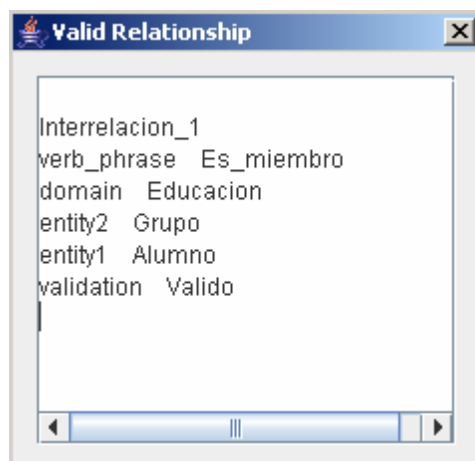 Valid Relationship
Interrelacion_1
verb_phrase Es_miembro
domain Educacion
entity2 Grupo
entity1 Alumno
validation Valido